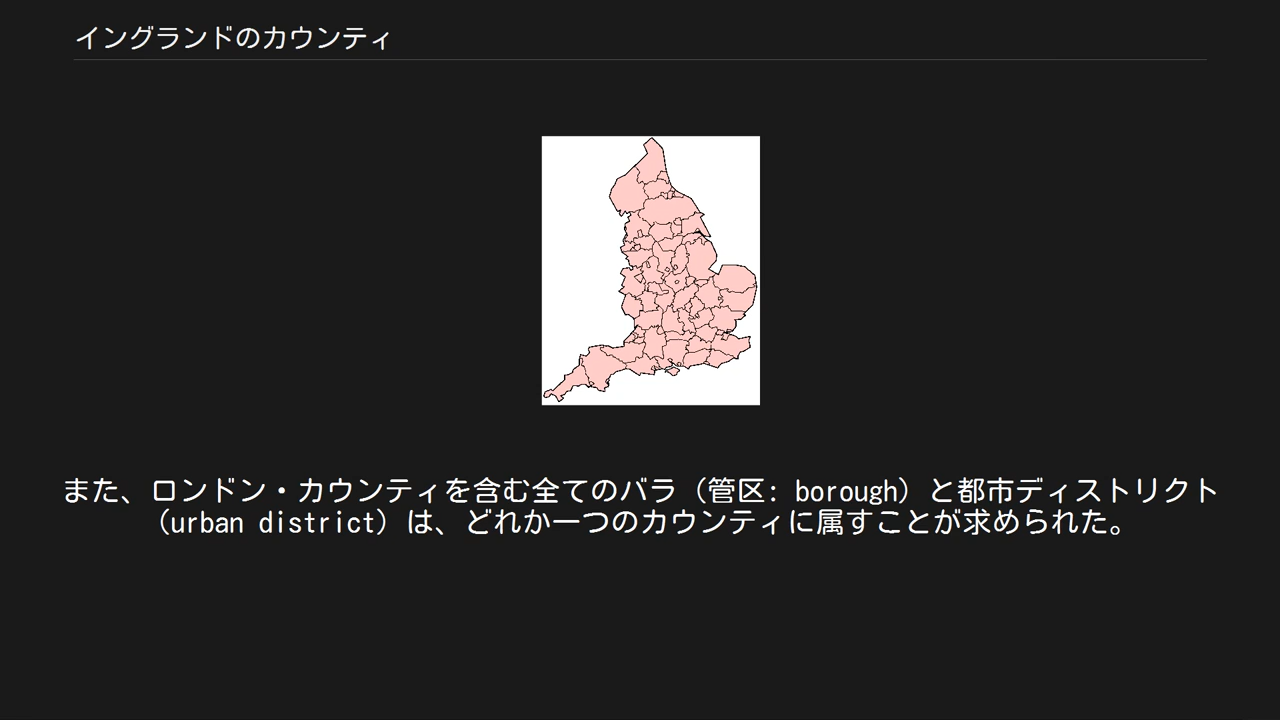 イングランドのカウンティ
また、ロンドン・カウンティを含む全てのバラ（管区: borough）と都市ディストリクト
（urban district）は、どれか一つのカウンティに属すことが求められた。